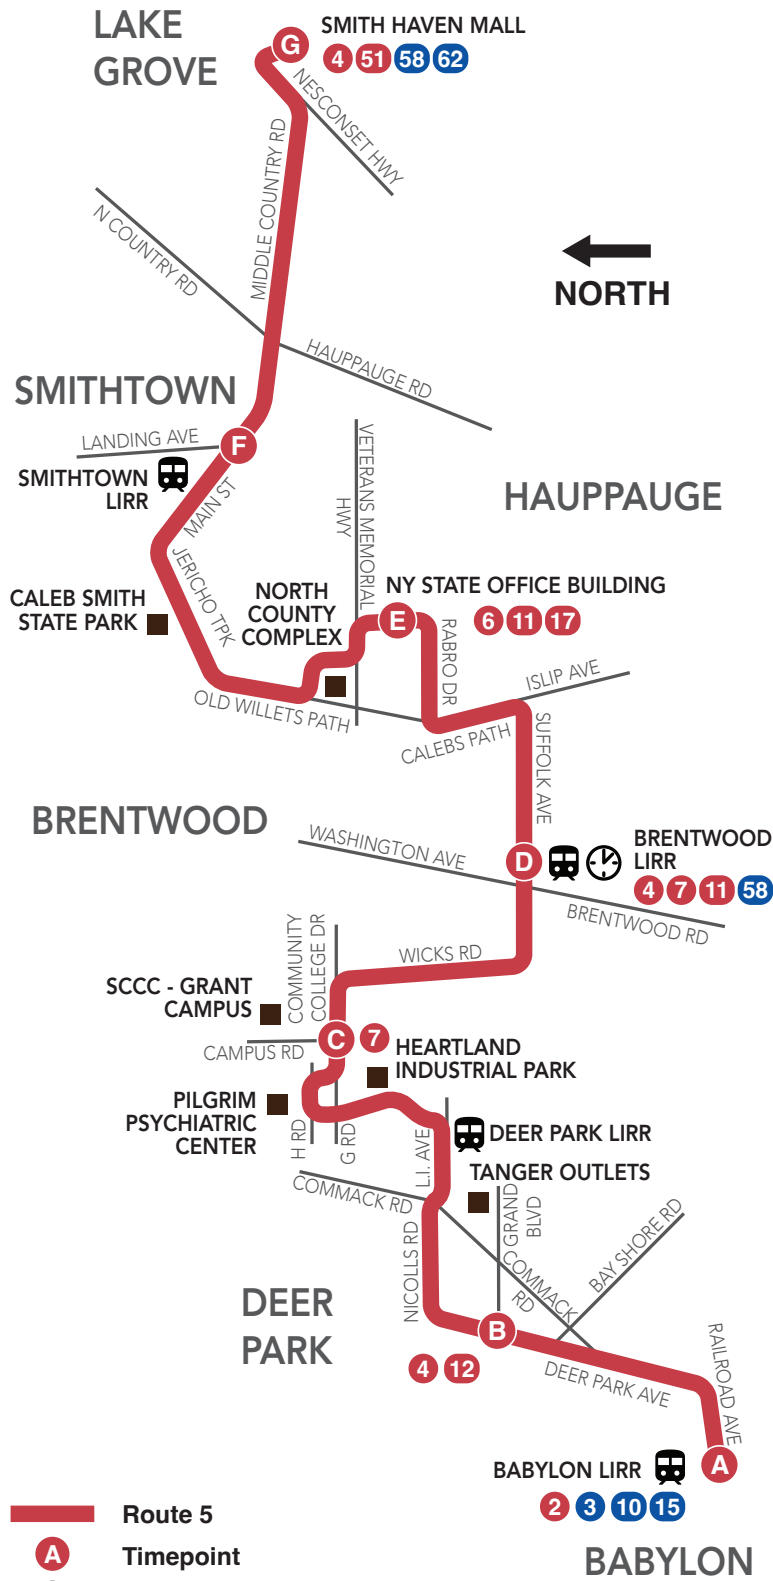 LAKE
GROVE
G
SMITH HAVEN MALL
4 51 58 62
NESCONSET HWY
MIDDLE COUNTRY RD
N COUNTRY RD
NORTH
HAUPPAUGE RD
SMITHTOWN
LANDING AVE
F
SMITHTOWN
LIRR
MAIN ST
VETERANS MEMORIAL
HWY
HAUPPAUGE
JERICHO TPK
CALEB SMITH
STATE PARK
NORTH
COUNTY
COMPLEX
NY STATE OFFICE BUILDING
E
6 11 17
RABRO DR
ISLIP AVE
OLD WILLETS PATH
CALEBS PATH
SUFFOLK AVE
BRENTWOOD
WASHINGTON AVE
D
BRENTWOOD
LIRR
4 7 11 58
BRENTWOOD RD
COMMUNITY
COLLEGE DR
WICKS RD
SCCC - GRANT
CAMPUS
CAMPUS RD
C
7
HEARTLAND
INDUSTRIAL PARK
PILGRIM
PSYCHIATRIC
CENTER
H RD
G RD
L.I. AVE
DEER PARK LIRR
COMMACK RD
TANGER OUTLETS
NICOLLS RD
GRAND
BLVD
COMMACK
RD
BAY SHORE RD
DEER
PARK
B
4 12
DEER PARK AVE
RAILROAD AVE
BABYLON LIRR
A
2 3 10 15
BABYLON
Route 5
A
Timepoint